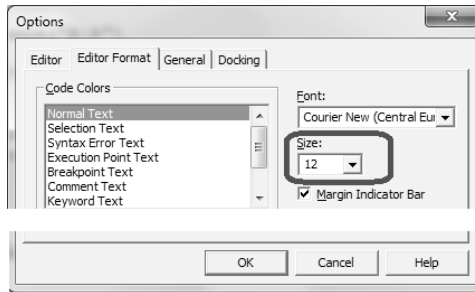 Options
Editor Editor Format General Docking
Code Colors
Normal Text
Selection Text
Syntax Error Text
Execution Point Text
Breakpoint Text
Comment Text
Keyword Text
Font:
Courier New (Central Eur
Size:
12
Margin Indicator Bar
OK Cancel Help